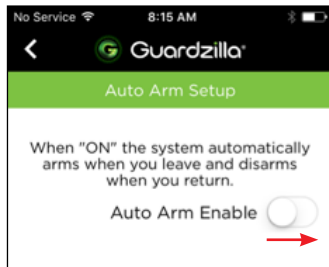 No Service 8:15 AM
Guardzilla
Auto Arm Setup
When "ON" the system automatically
arms when you leave and disarms
when you return.
Auto Arm Enable